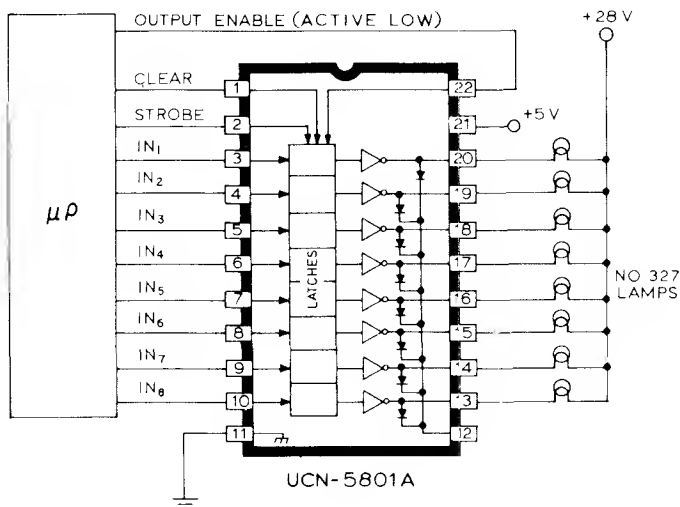 OUTPUT ENABLE (ACTIVE LOW)
+28 V
CLEAR
1
22
STROBE
2
21
+5 V
IN₁
3
20
IN₂
4
19
μP
IN₃
5
18
IN₄
6
17
LATCHES
NO 327
LAMPS
IN₅
7
16
IN₆
8
15
IN₇
9
14
IN₈
10
13
11
12
UCN-5801A